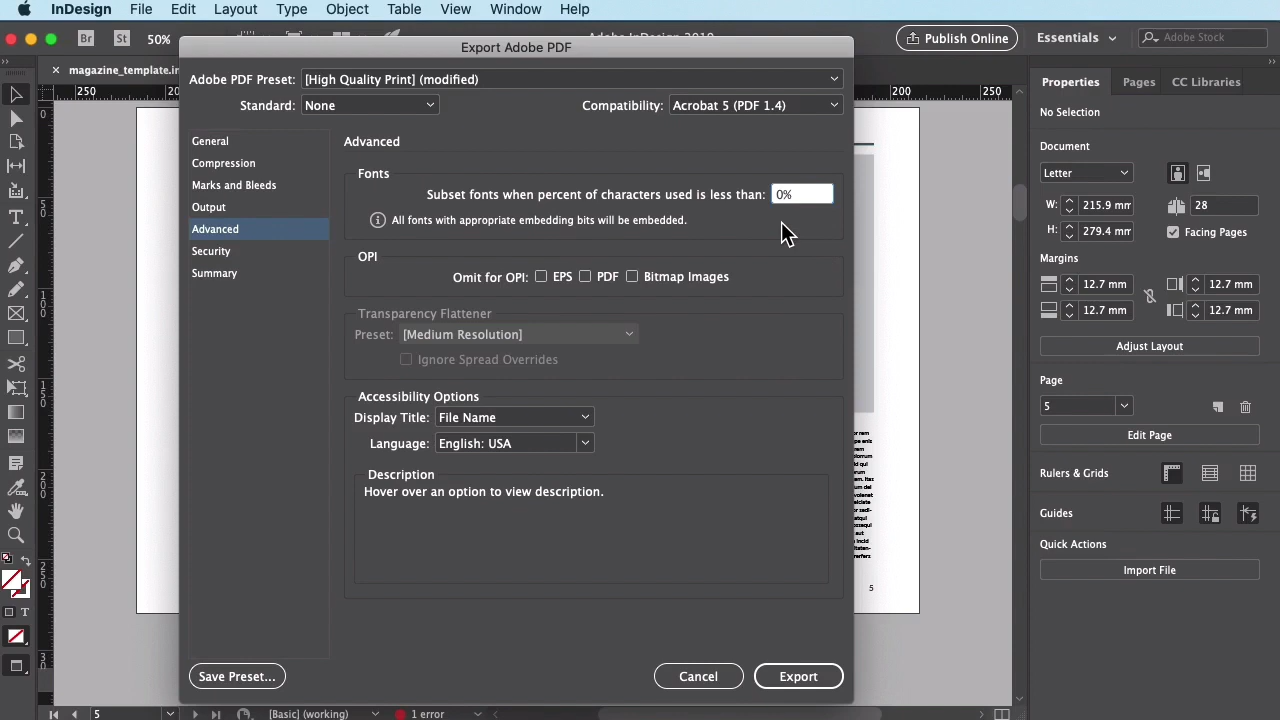 InDesign File Edit Layout Type Object Table View Window Help
Br St 50% Publish Online Essentials Adobe Stock
Export Adobe PDF
magazine_template.in
Adobe PDF Preset: [High Quality Print] (modified)
Standard: None Compatibility: Acrobat 5 (PDF 1.4)
General
Compression
Marks and Bleeds
Output
Advanced
Security
Summary
Advanced
Fonts
Subset fonts when percent of characters used is less than: 0%
All fonts with appropriate embedding bits will be embedded.
OPI
Omit for OPI: EPS PDF Bitmap Images
Transparency Flattener
Preset: [Medium Resolution]
Ignore Spread Overrides
Accessibility Options
Display Title: File Name
Language: English: USA
Description
Hover over an option to view description.
Save Preset... Cancel Export
250 200 250
0
50
100
150
200
250
5
5 [Basic] (working) 1 error
Properties Pages CC Libraries
No Selection
Document
Letter
W: 215.9 mm 28
H: 279.4 mm Facing Pages
Margins
12.7 mm 12.7 mm
12.7 mm 12.7 mm
Adjust Layout
Page
5
Edit Page
Rulers & Grids
Guides
Quick Actions
Import File